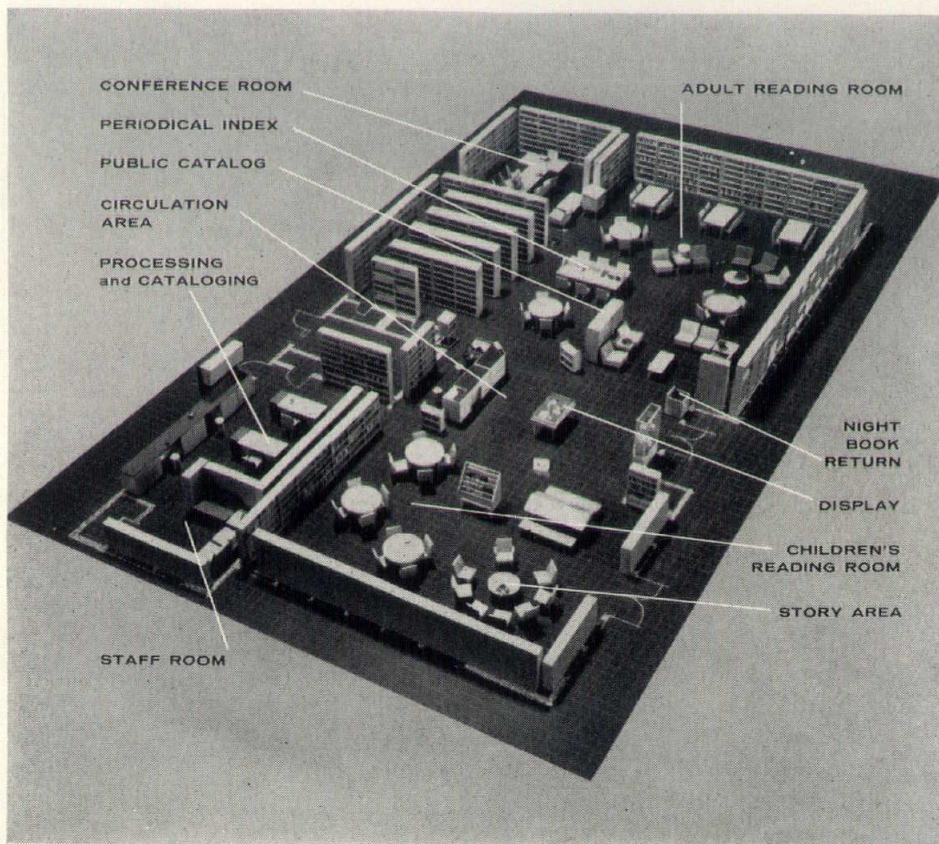 CONFERENCE ROOM
PERIODICAL INDEX
PUBLIC CATALOG
CIRCULATION
AREA
PROCESSING
and CATALOGING
STAFF ROOM
ADULT READING ROOM
NIGHT
BOOK
RETURN
DISPLAY
CHILDREN'S
READING ROOM
STORY AREA